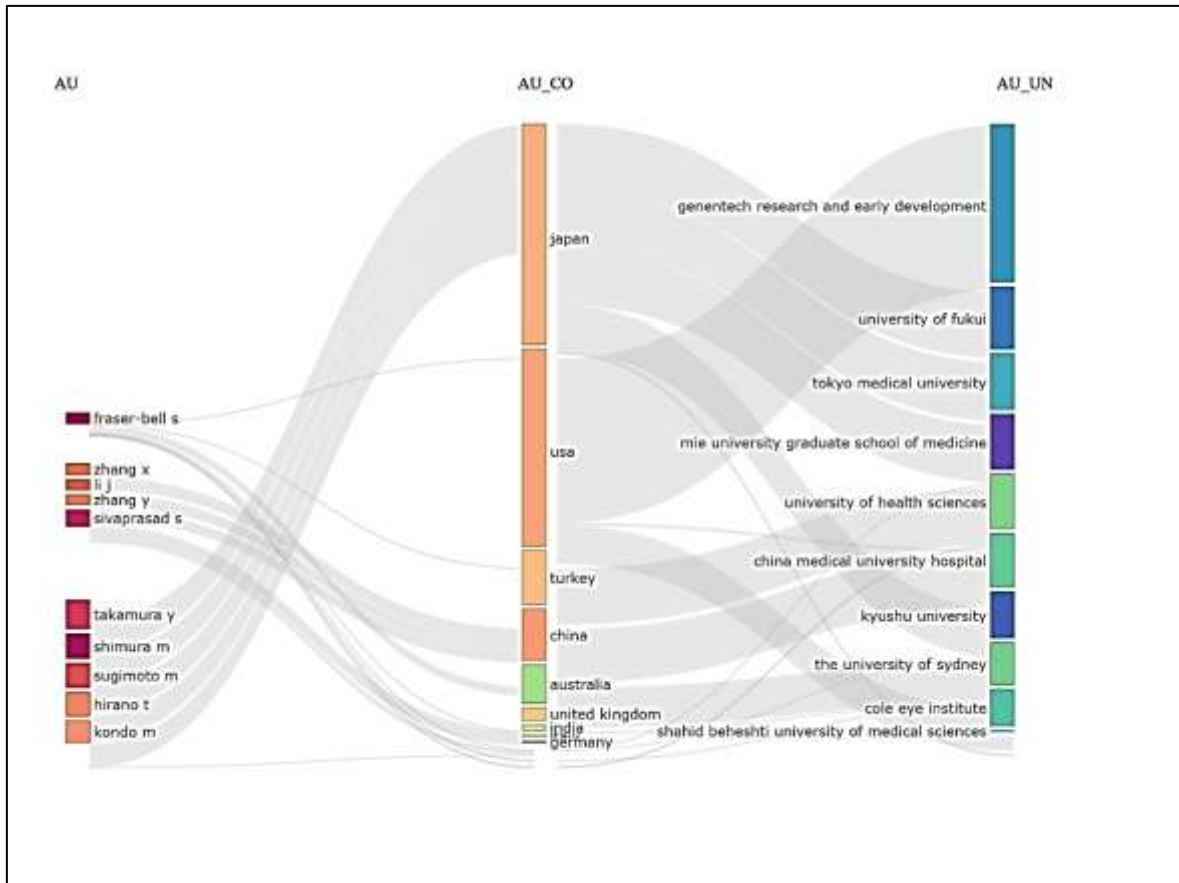 AU
AU_CO
AU_UN
fraser-bell s
zhang x
li j
zhang y
sivaprasad s
takamura y
shimura m
sugimoto m
hirano t
kondo m
japan
usa
turkey
china
australia
united kingdom
india
germany
genentech research and early development
university of fukui
tokyo medical university
mie university graduate school of medicine
university of health sciences
china medical university hospital
kyushu university
the university of sydney
cole eye institute
shahid beheshti university of medical sciences